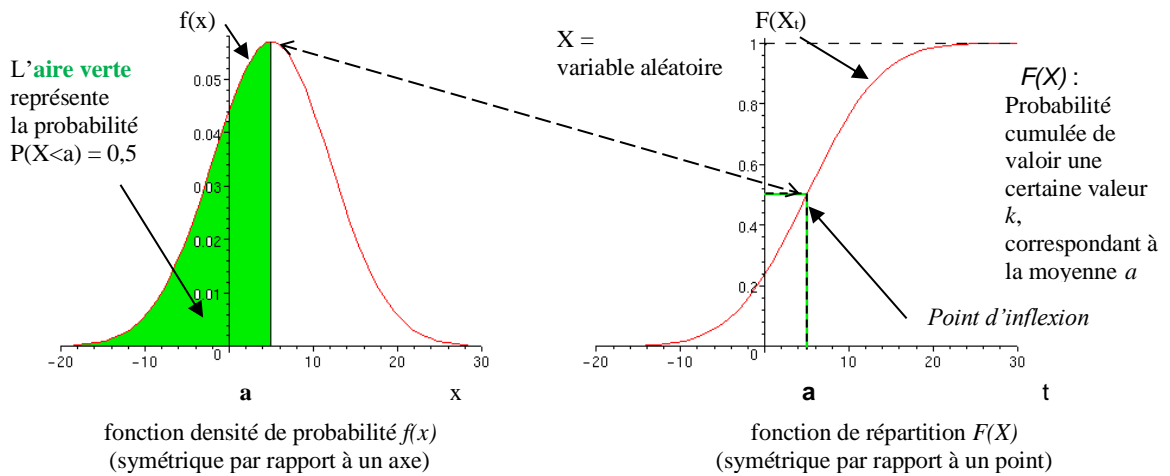 f(x)
L'aire verte
représente
la probabilité
P(X<a) = 0,5
0.05
0.04
0.03
0.02
0.01
0
-20 -10 0 10 20 30
a x
fonction densité de probabilité f(x)
(symétrique par rapport à un axe)
X =
variable aléatoire
F(Xt)
1
0.8
0.6
0.4
0.2
0
-20 -10 0 10 20 30
a t
F(X) :
Probabilité
cumulée de
valoir une
certaine valeur
k,
correspondant à
la moyenne a
Point d'inflexion
fonction de répartition F(X)
(symétrique par rapport à un point)